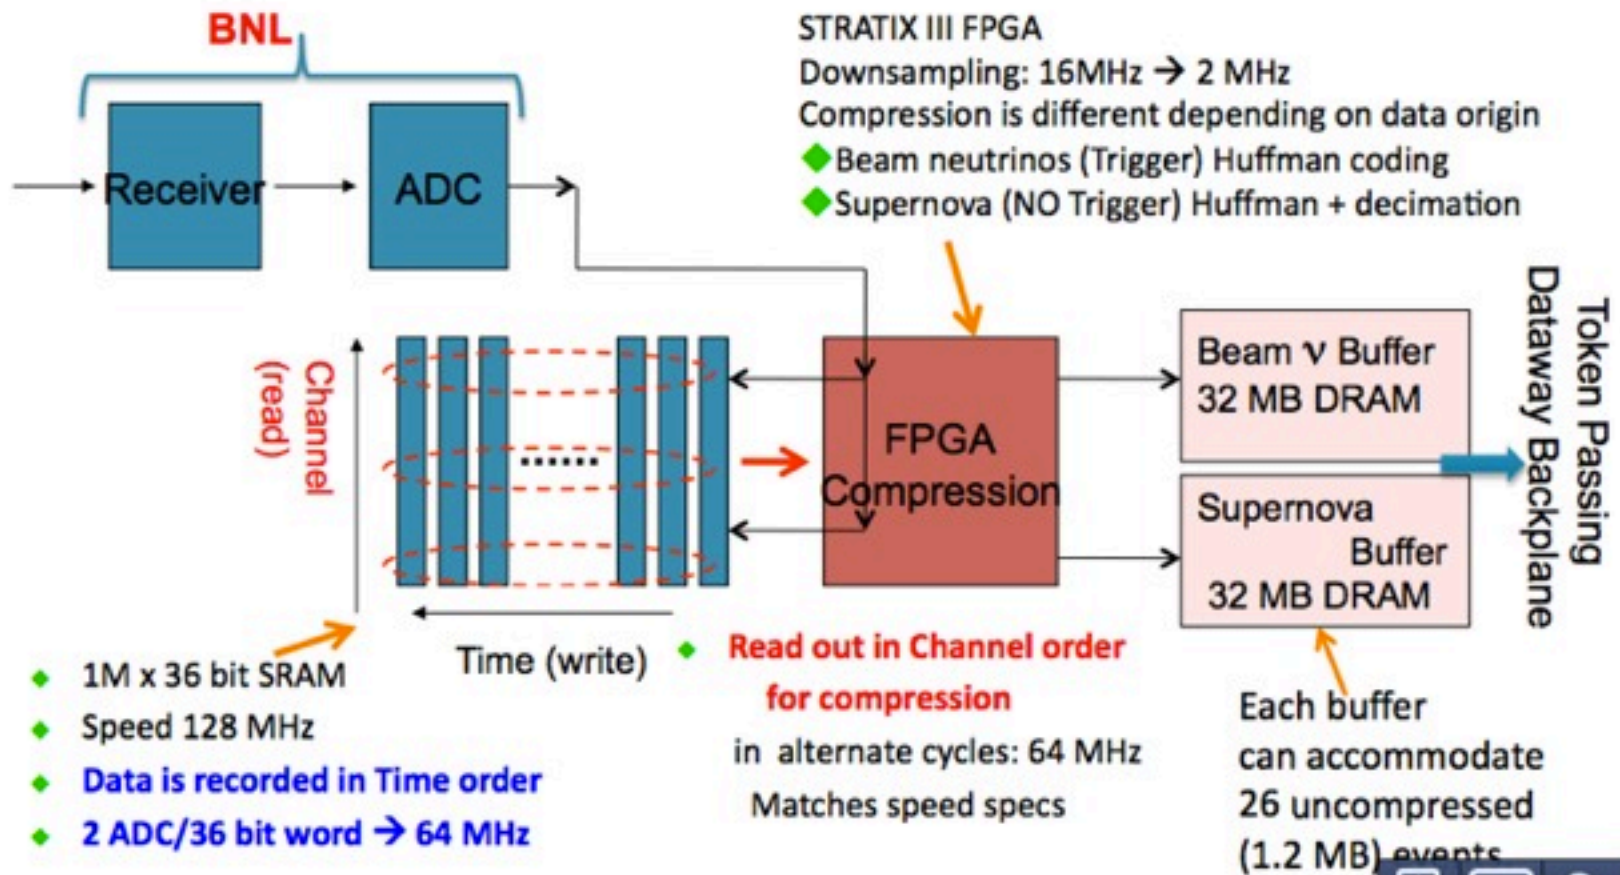 BNL
Receiver
ADC
STRATIX III FPGA
Downsampling: 16MHz → 2 MHz
Compression is different depending on data origin
Beam neutrinos (Trigger) Huffman coding
Supernova (NO Trigger) Huffman + decimation
Channel
(read)
.......
Time (write)
FPGA
Compression
Beam ν Buffer
32 MB DRAM
Supernova
Buffer
32 MB DRAM
Token Passing
Dataway Backplane
1M x 36 bit SRAM
Speed 128 MHz
Data is recorded in Time order
2 ADC/36 bit word → 64 MHz
Read out in Channel order
for compression
in alternate cycles: 64 MHz
Matches speed specs
Each buffer
can accommodate
26 uncompressed
(1.2 MB) events